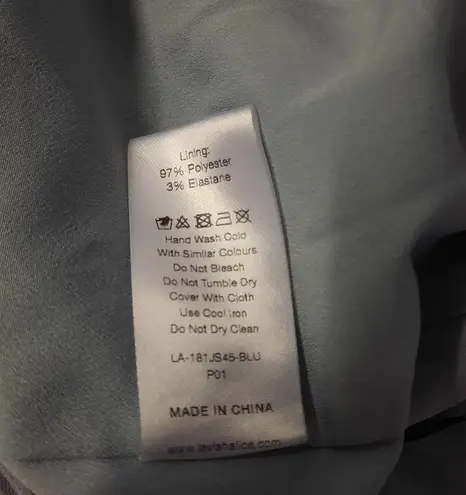 Lining:
97% Polyester
3% Elastane
Hand Wash Cold
With Similar Colours
Do Not Bleach
Do Not Tumble Dry
Cover With Cloth
Use Cool Iron
Do Not Dry Clean
LA-181JS45-BLU
P01
MADE IN CHINA
www.lavishalice.com